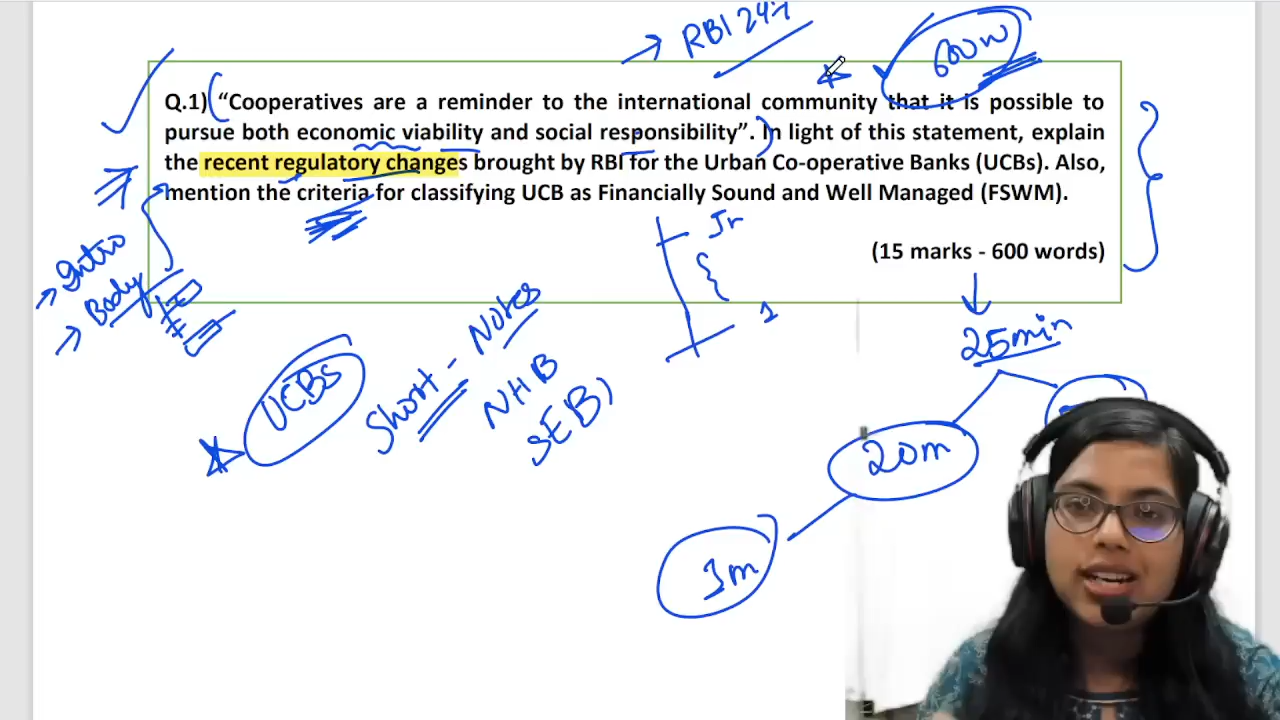 → RBI 247
600w
Q.1) “Cooperatives are a reminder to the international community that it is possible to
pursue both economic viability and social responsibility”. In light of this statement, explain
the recent regulatory changes brought by RBI for the Urban Co-operative Banks (UCBs). Also,
mention the criteria for classifying UCB as Financially Sound and Well Managed (FSWM).
(15 marks - 600 words)
→ Intro
→ Body
UCBs
Short - Notes
NHB
SEBI
25min
20m
3m